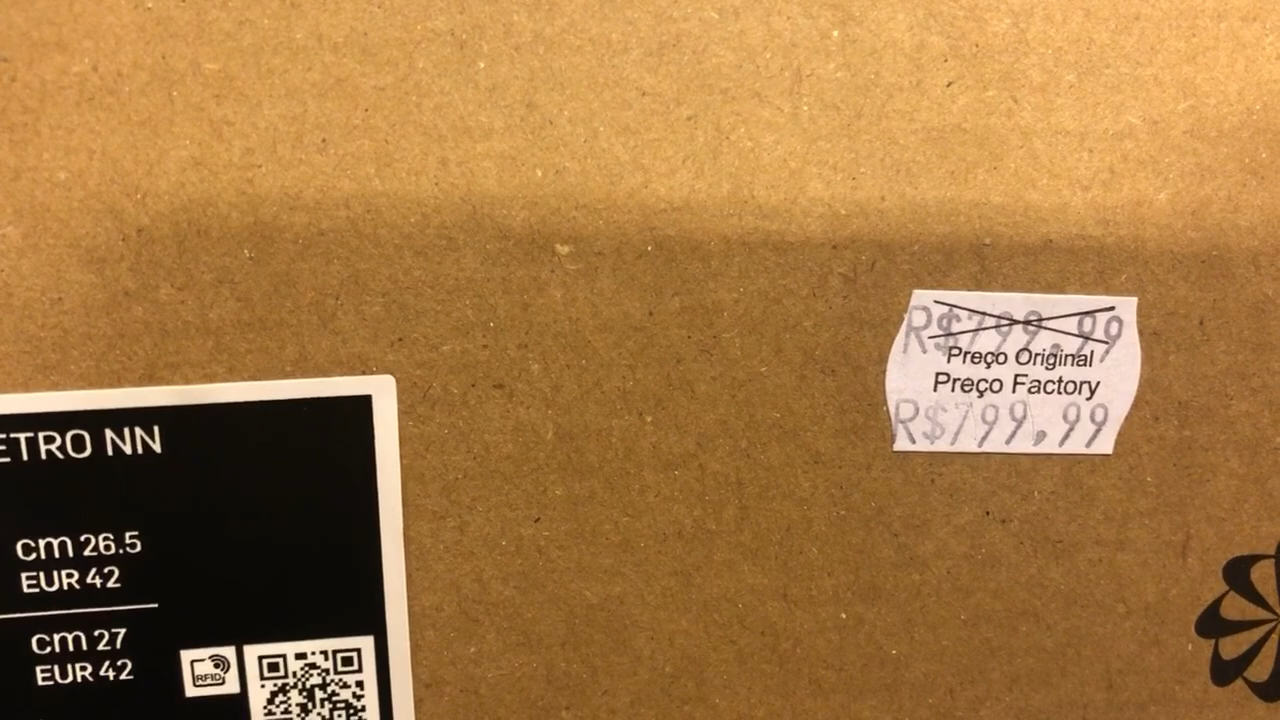 R$799,99
Preço Original
Preço Factory
R$799,99
ETRO NN
cm 26.5
EUR 42
cm 27
EUR 42
RFID